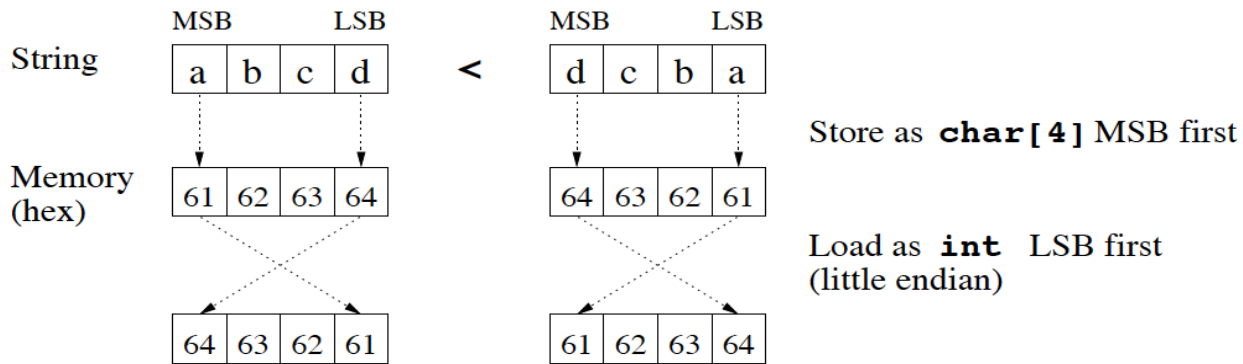 MSB LSB MSB LSB
String a b c d < d c b a
Store as char[4] MSB first
Memory
(hex) 61 62 63 64 64 63 62 61
Load as int LSB first
(little endian)
64 63 62 61 61 62 63 64